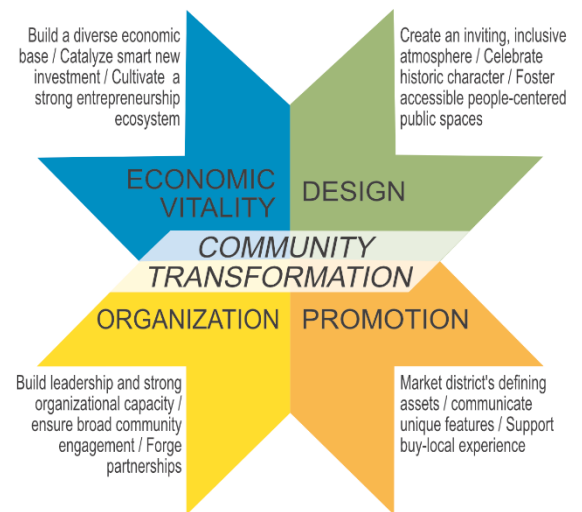 Build a diverse economic
base / Catalyze smart new
investment / Cultivate a
strong entrepreneurship
ecosystem
Create an inviting, inclusive
atmosphere / Celebrate
historic character / Foster
accessible people-centered
public spaces
ECONOMIC
VITALITY
DESIGN
COMMUNITY
TRANSFORMATION
ORGANIZATION
PROMOTION
Build leadership and strong
organizational capacity /
ensure broad community
engagement / Forge
partnerships
Market district's defining
assets / communicate
unique features / Support
buy-local experience